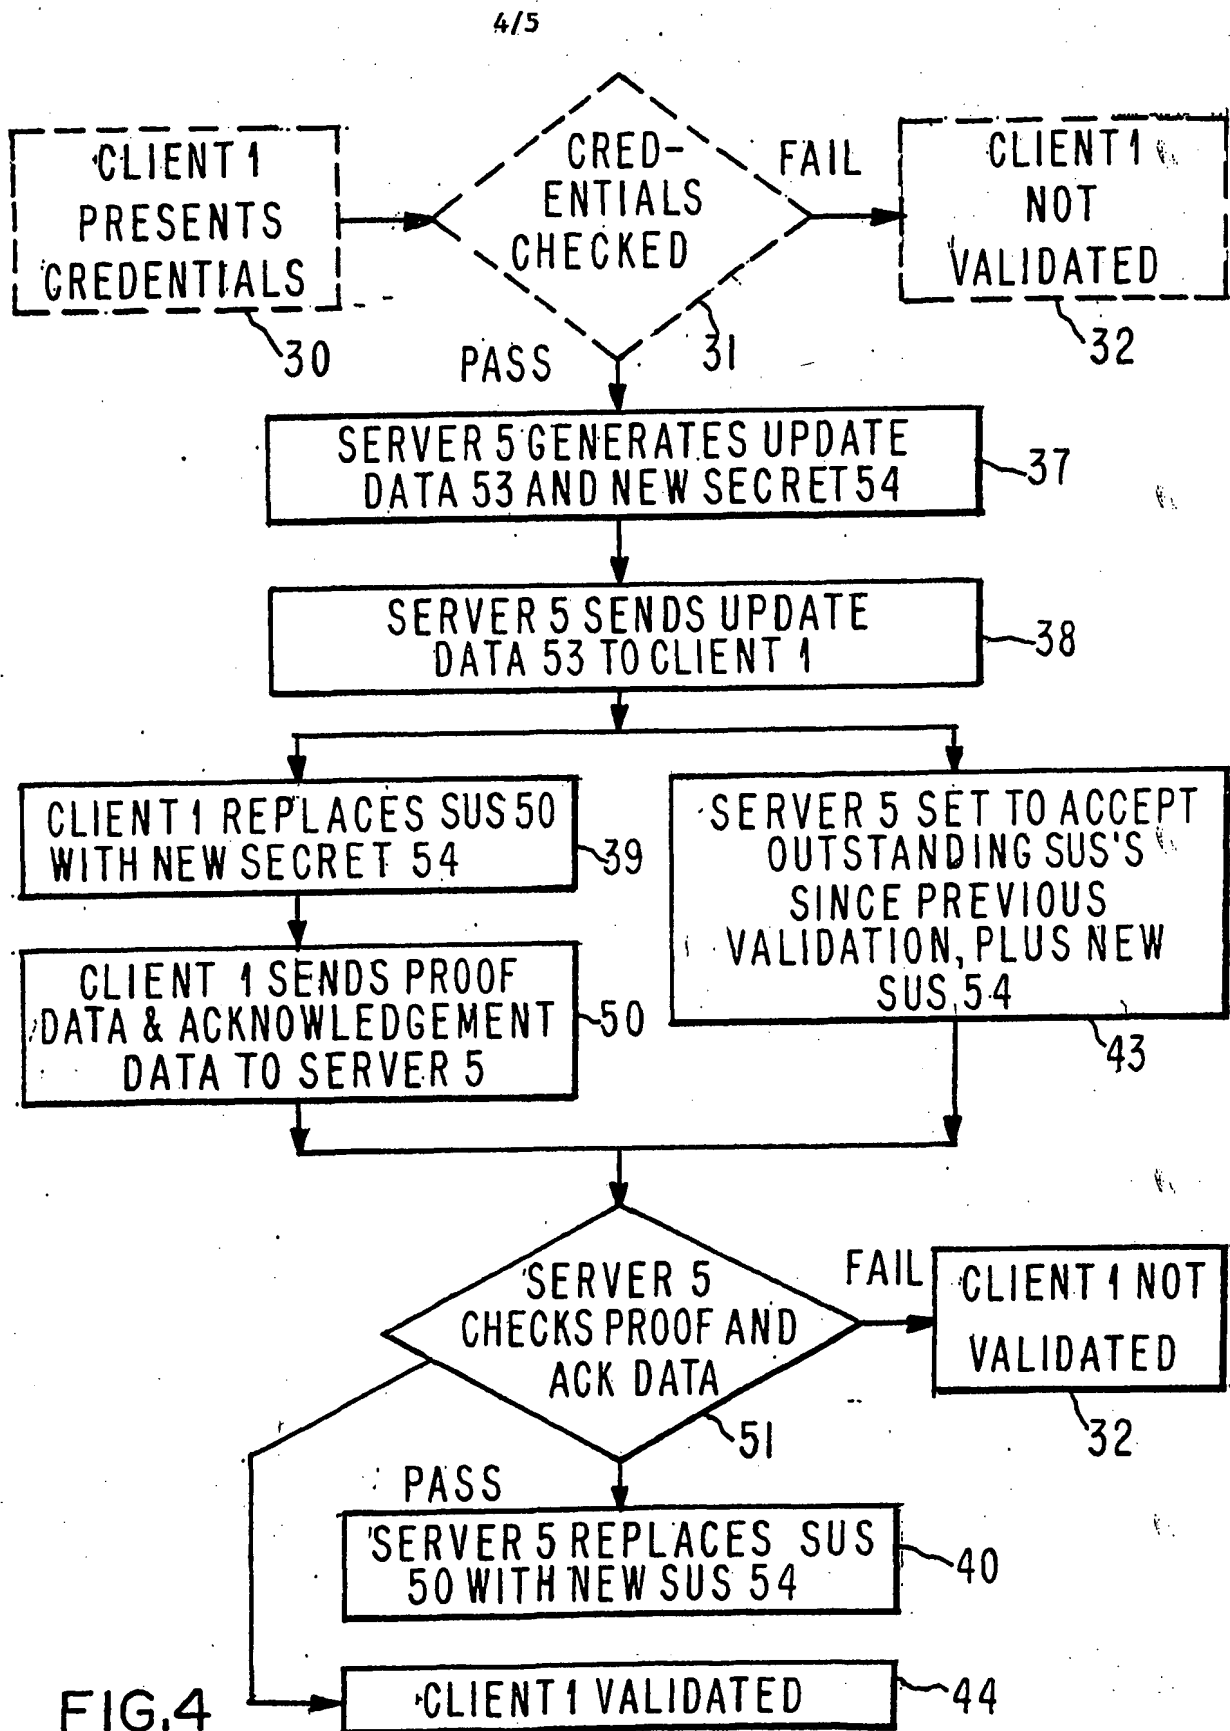 4/5
CLIENT 1
PRESENTS
CREDENTIALS
30
CRED-
ENTIALS
CHECKED
31
FAIL
CLIENT 1
NOT
VALIDATED
32
PASS
SERVER 5 GENERATES UPDATE
DATA 53 AND NEW SECRET 54
37
SERVER 5 SENDS UPDATE
DATA 53 TO CLIENT 1
38
CLIENT 1 REPLACES SUS 50
WITH NEW SECRET 54
39
CLIENT 1 SENDS PROOF
DATA & ACKNOWLEDGEMENT
DATA TO SERVER 5
50
SERVER 5 SET TO ACCEPT
OUTSTANDING SUS'S
SINCE PREVIOUS
VALIDATION, PLUS NEW
SUS 54
43
SERVER 5
CHECKS PROOF AND
ACK DATA
51
FAIL
CLIENT 1 NOT
VALIDATED
32
PASS
SERVER 5 REPLACES SUS
50 WITH NEW SUS 54
40
CLIENT 1 VALIDATED
44
FIG.4